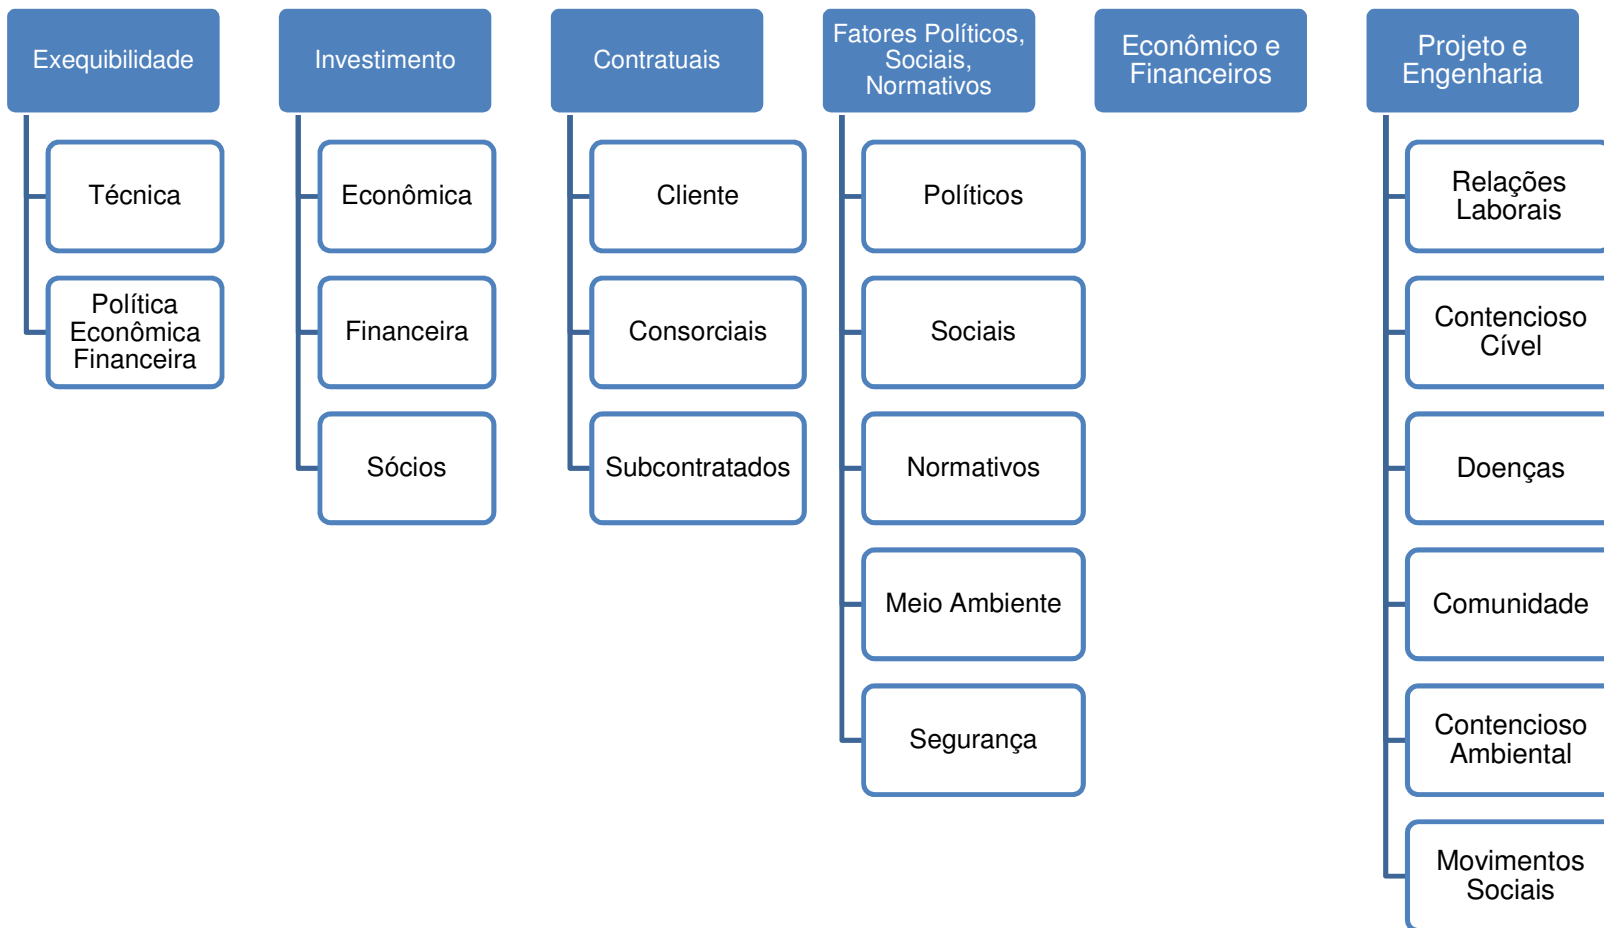 Exequibilidade
Técnica
Política
Econômica
Financeira
Investimento
Econômica
Financeira
Sócios
Contratuais
Cliente
Consorciais
Subcontratados
Fatores Políticos,
Sociais,
Normativos
Políticos
Sociais
Normativos
Meio Ambiente
Segurança
Econômico e
Financeiros
Projeto e
Engenharia
Relações
Laborais
Contencioso
Cível
Doenças
Comunidade
Contencioso
Ambiental
Movimentos
Sociais